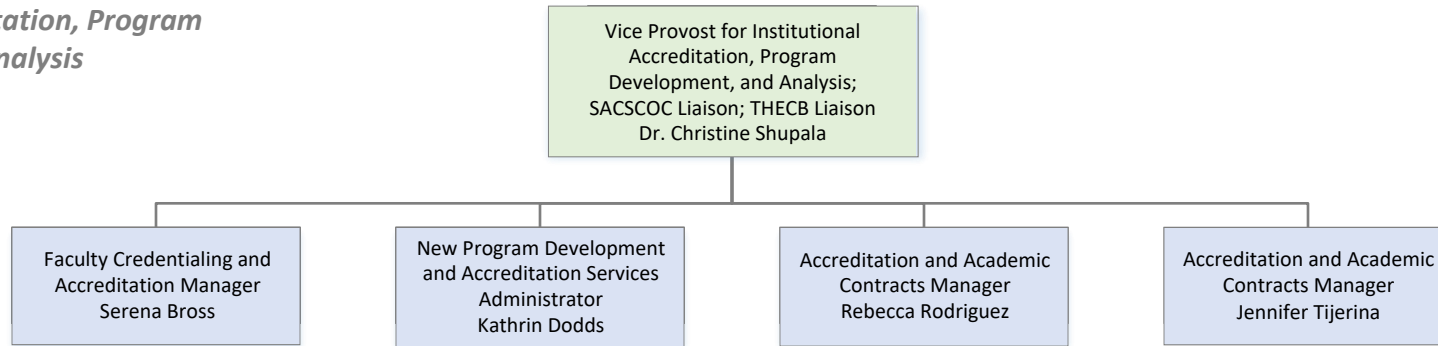 Program
Vice Provost for Institutional
Accreditation, Program
Development, and Analysis;
SACSCOC Liaison; THECB Liaison
Dr. Christine Shupala
Faculty Credentialing and
Accreditation Manager
Serena Bross
New Program Development
and Accreditation Services
Administrator
Kathrin Dodds
Accreditation and Academic
Contracts Manager
Rebecca Rodriguez
Accreditation and Academic
Contracts Manager
Jennifer Tijerina